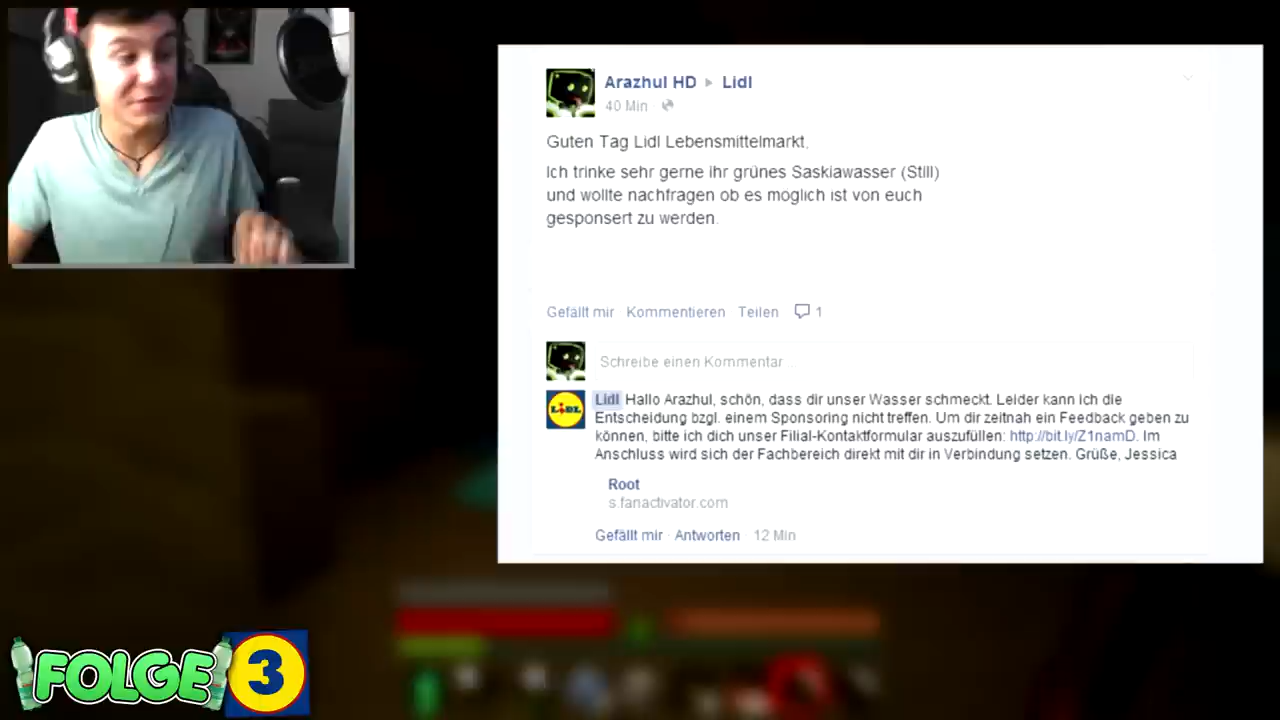 Arazhul HD ▸ Lidl
40 Min
Guten Tag Lidl Lebensmittelmarkt,
Ich trinke sehr gerne ihr grünes Saskiawasser (Still)
und wollte nachfragen ob es möglich ist von euch
gesponsert zu werden.
Gefällt mir Kommentieren Teilen 1
Schreibe einen Kommentar ...
LIDL
Lidl Hallo Arazhul, schön, dass dir unser Wasser schmeckt. Leider kann ich die
Entscheidung bzgl. einem Sponsoring nicht treffen. Um dir zeitnah ein Feedback geben zu
können, bitte ich dich unser Filial-Kontaktformular auszufüllen: http://bit.ly/Z1namD. Im
Anschluss wird sich der Fachbereich direkt mit dir in Verbindung setzen. Grüße, Jessica
Root
s.fanactivator.com
Gefällt mir · Antworten · 12 Min
FOLGE 3